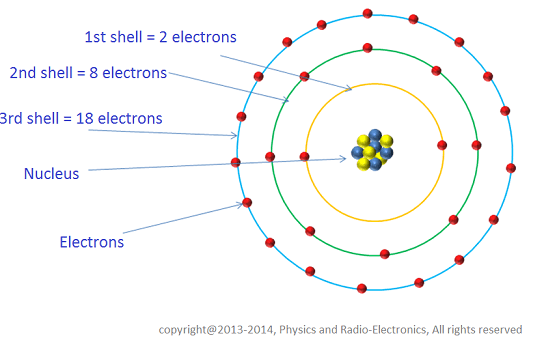 1st shell = 2 electrons
2nd shell = 8 electrons
3rd shell = 18 electrons
Nucleus
Electrons
copyright@2013-2014, Physics and Radio-Electronics, All rights reserved